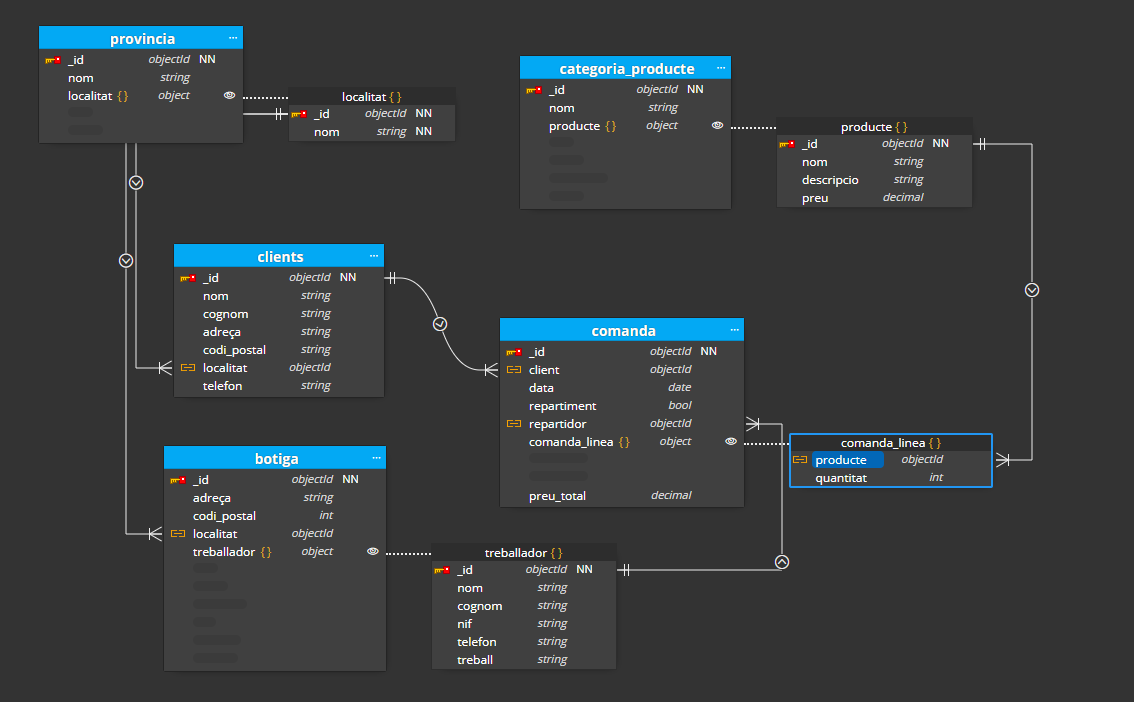 provincia ...
_id objectId NN
nom string
localitat {} object
localitat {}
_id objectId NN
nom string NN
categoria_producte ...
_id objectId NN
nom string
producte {} object
producte {}
_id objectId NN
nom string
descripcio string
preu decimal
clients ...
_id objectId NN
nom string
cognom string
adreça string
codi_postal string
localitat objectId
telefon string
comanda ...
_id objectId NN
client objectId
data date
repartiment bool
repartidor objectId
comanda_linea {} object
preu_total decimal
comanda_linea {}
producte objectId
quantitat int
botiga ...
_id objectId NN
adreça string
codi_postal int
localitat objectId
treballador {} object
treballador {}
_id objectId NN
nom string
cognom string
nif string
telefon string
treball string